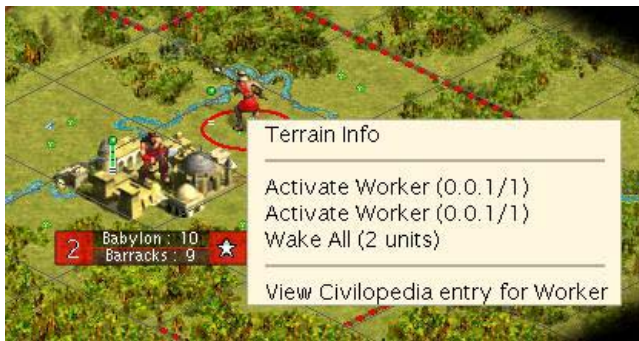 Terrain Info
Activate Worker (0.0.1/1)
Activate Worker (0.0.1/1)
Wake All (2 units)
View Civilopedia entry for Worker
2
Babylon : 10
Barracks : 9